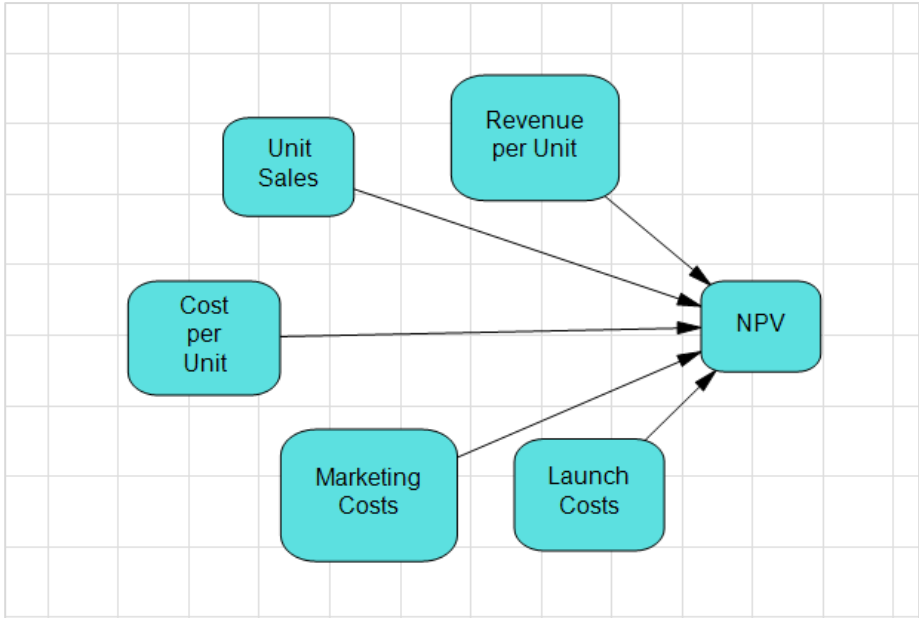 Revenue
per Unit
Unit
Sales
Cost
per
Unit
NPV
Marketing
Costs
Launch
Costs